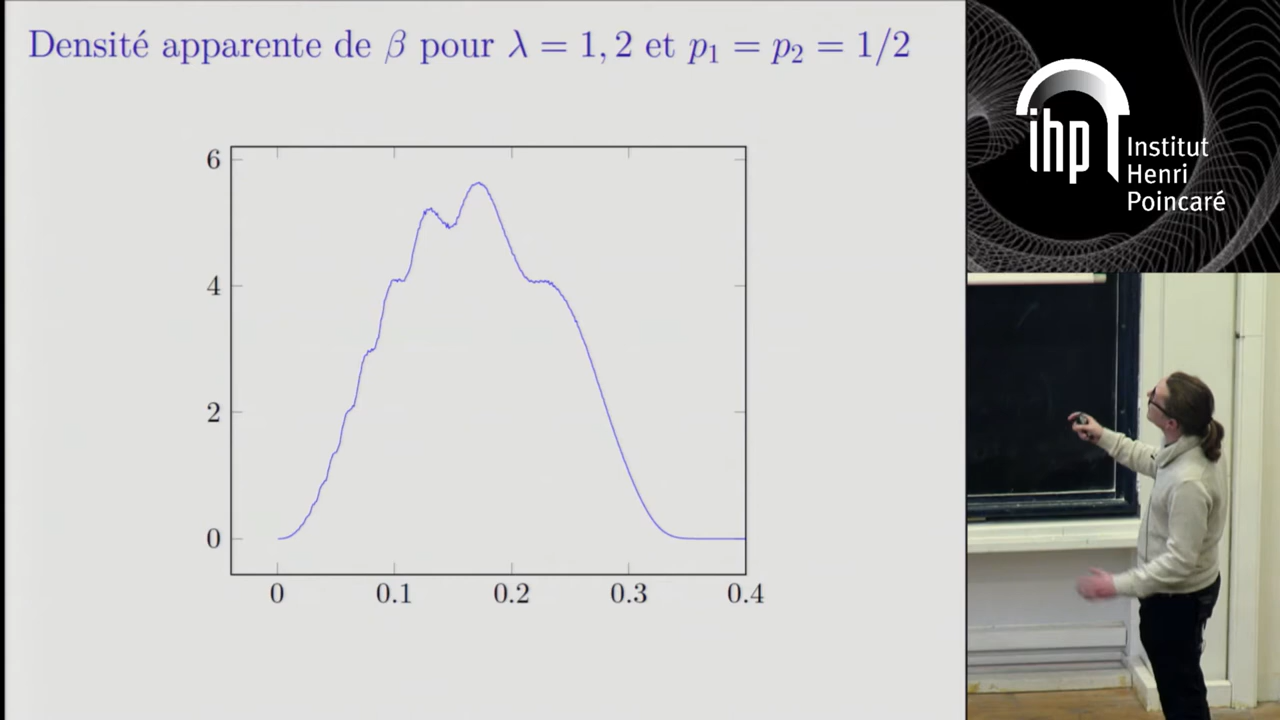 Densité apparente de β pour λ = 1, 2 et p₁ = p₂ = 1/2
6
4
2
0
0 0.1 0.2 0.3 0.4
ihp Institut
Henri
Poincaré